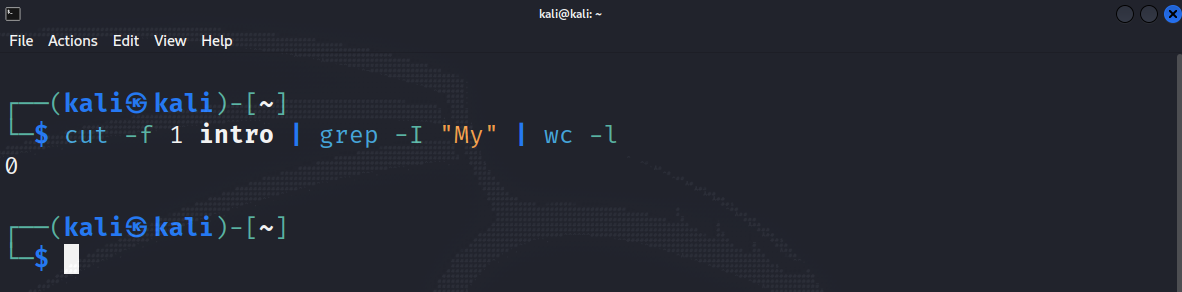 kali@kali: ~
File Actions Edit View Help
┌──(kali㉿kali)-[~]
└─$ cut -f 1 intro | grep -I "My" | wc -l
0
┌──(kali㉿kali)-[~]
└─$